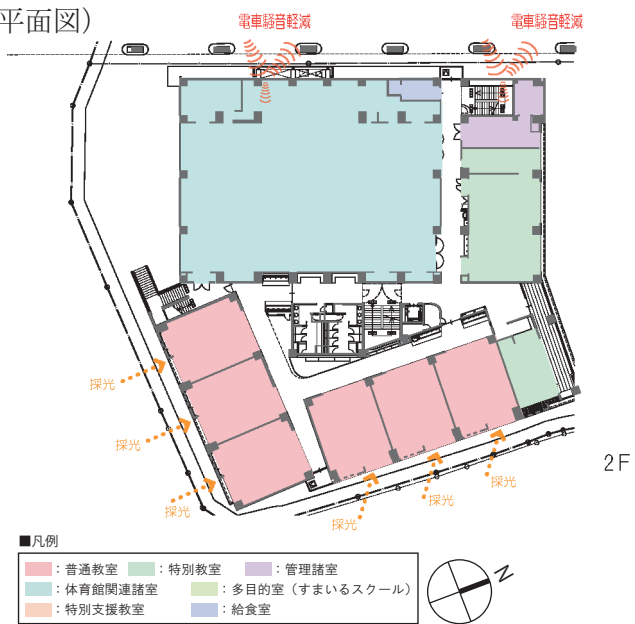 平面図)
電車騒音軽減
電車騒音軽減
採光
採光
採光
採光
採光
採光
2F
■凡例
：普通教室 ：特別教室 ：管理諸室
：体育館関連諸室 ：多目的室（すまいるスクール）
：特別支援教室 ：給食室
N